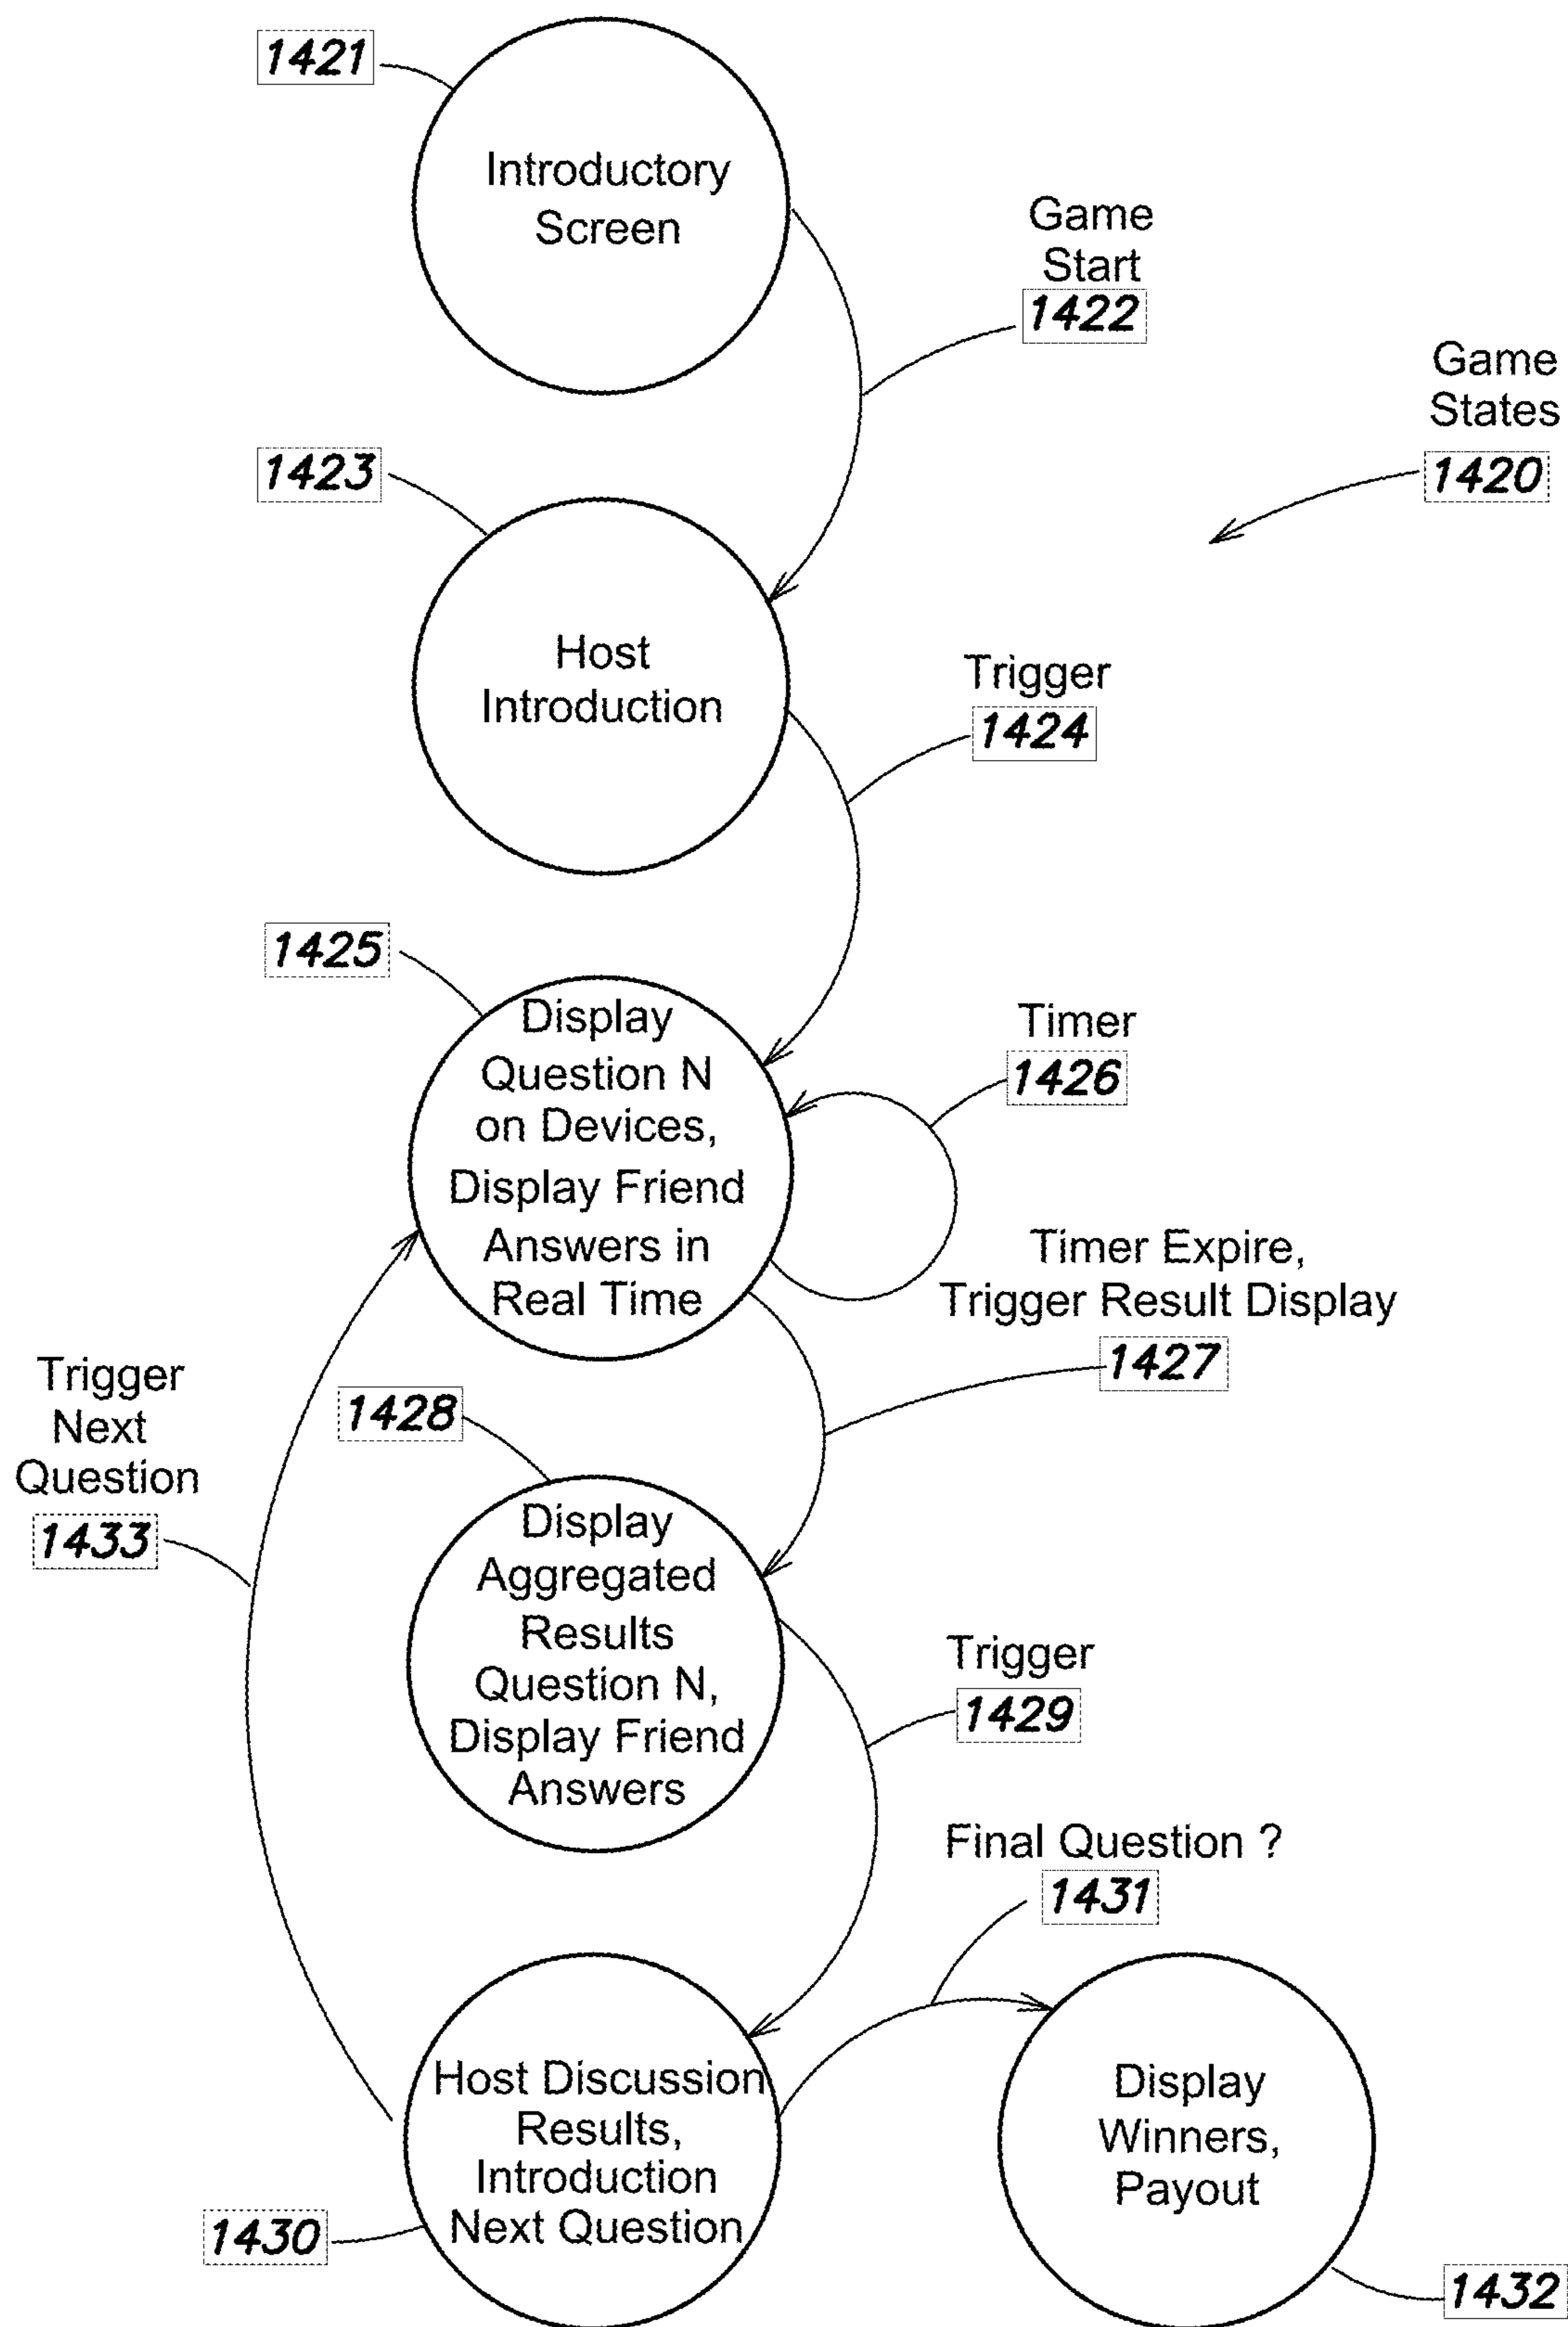 1421
Introductory
Screen
Game
Start
1422
Game
States
1420
1423
Host
Introduction
Trigger
1424
1425
Display
Question N
on Devices,
Display Friend
Answers in
Real Time
Timer
1426
Timer Expire,
Trigger Result Display
1427
Trigger
Next
Question
1433
1428
Display
Aggregated
Results
Question N,
Display Friend
Answers
Trigger
1429
Final Question ?
1431
Host Discussion
Results,
Introduction
Next Question
1430
Display
Winners,
Payout
1432